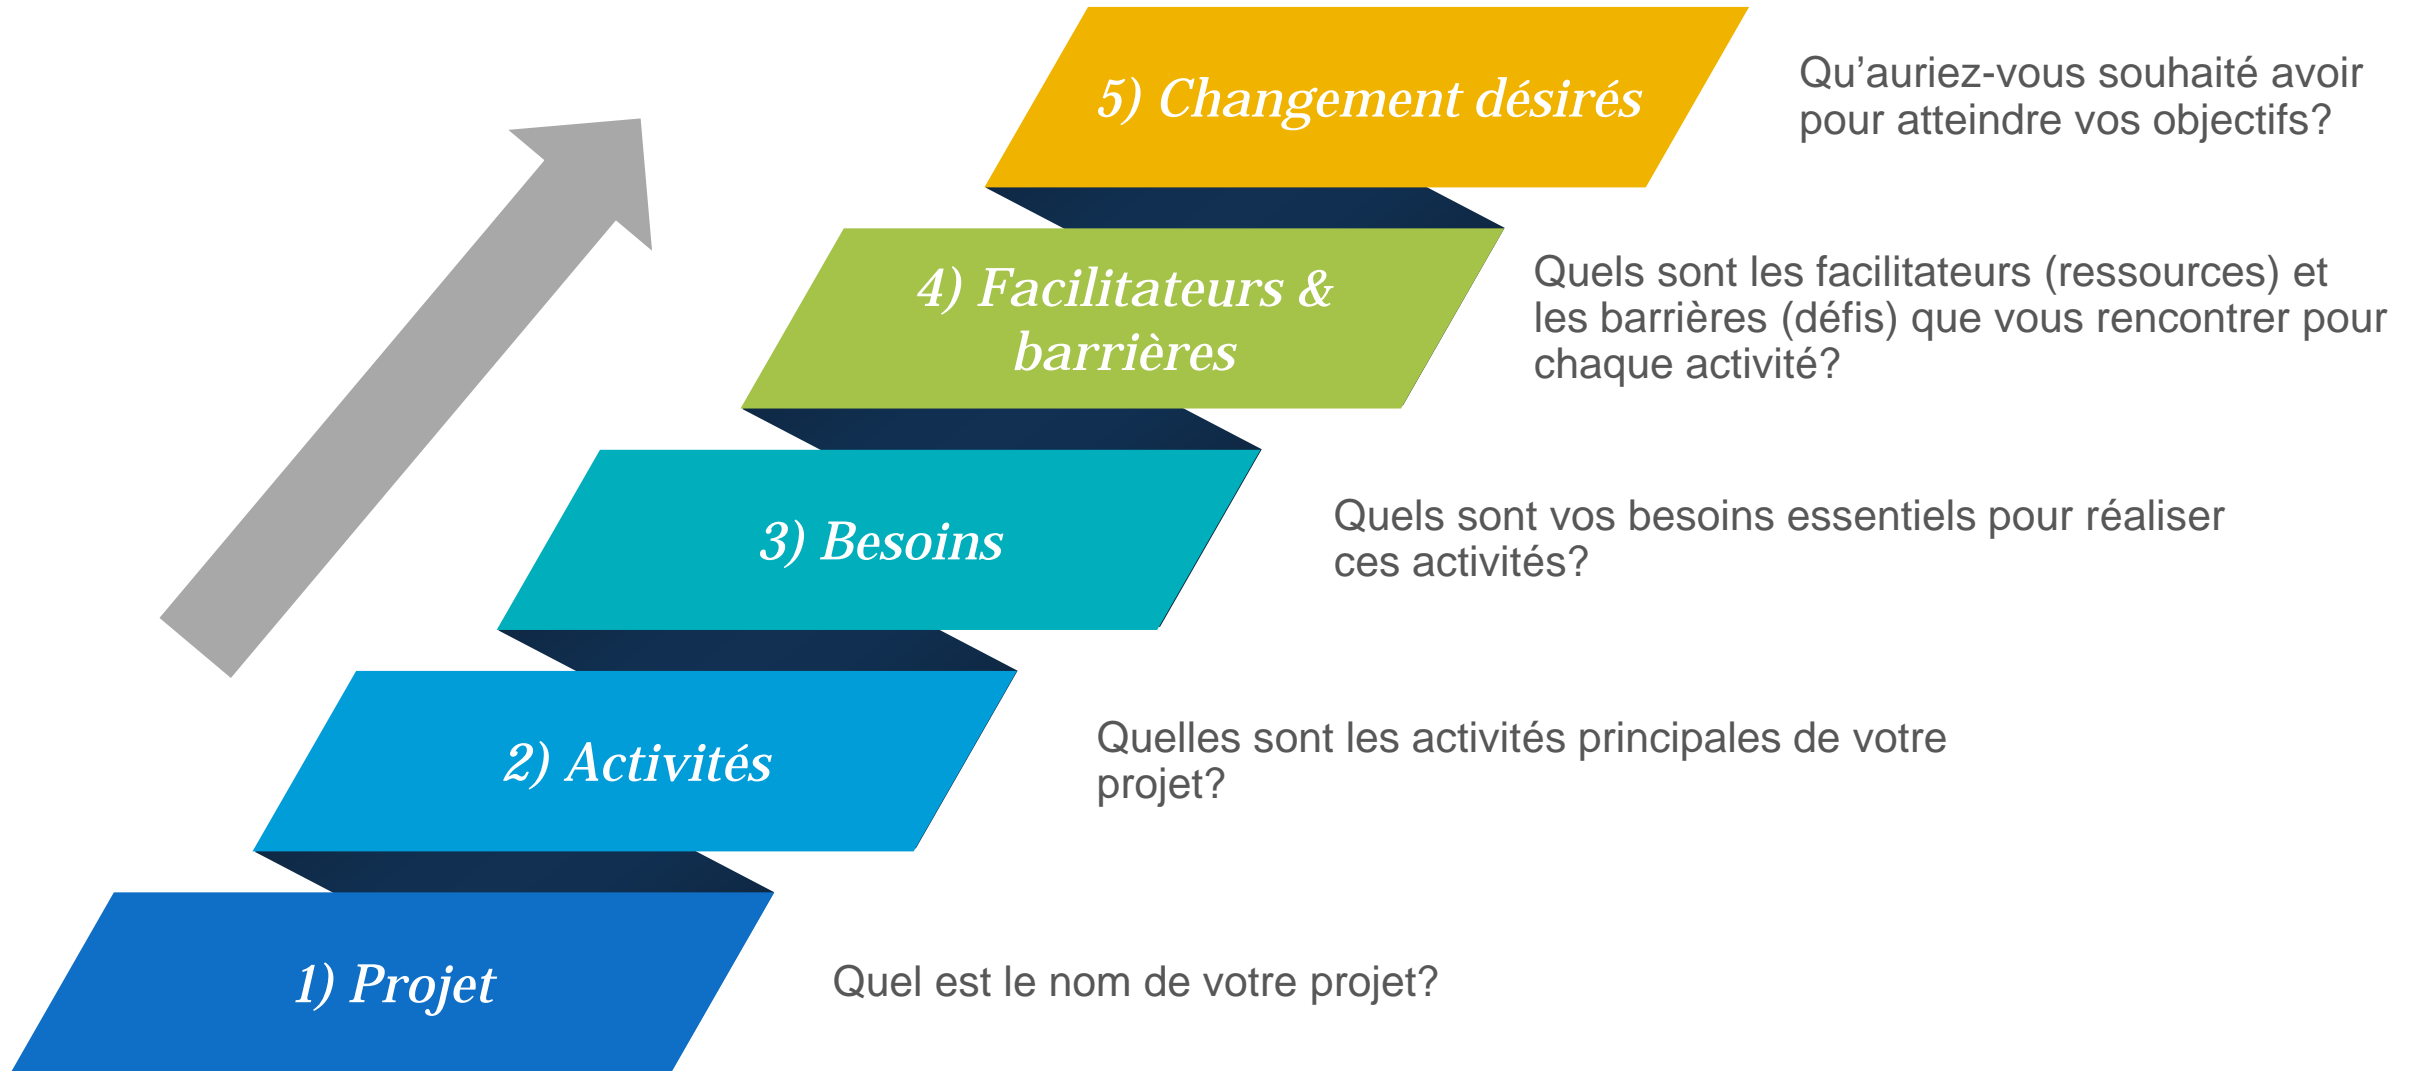 5) Changement désirés
Qu’auriez-vous souhaité avoir
pour atteindre vos objectifs?
4) Facilitateurs &
barrières
Quels sont les facilitateurs (ressources) et
les barrières (défis) que vous rencontrer pour
chaque activité?
3) Besoins
Quels sont vos besoins essentiels pour réaliser
ces activités?
2) Activités
Quelles sont les activités principales de votre
projet?
1) Projet
Quel est le nom de votre projet?